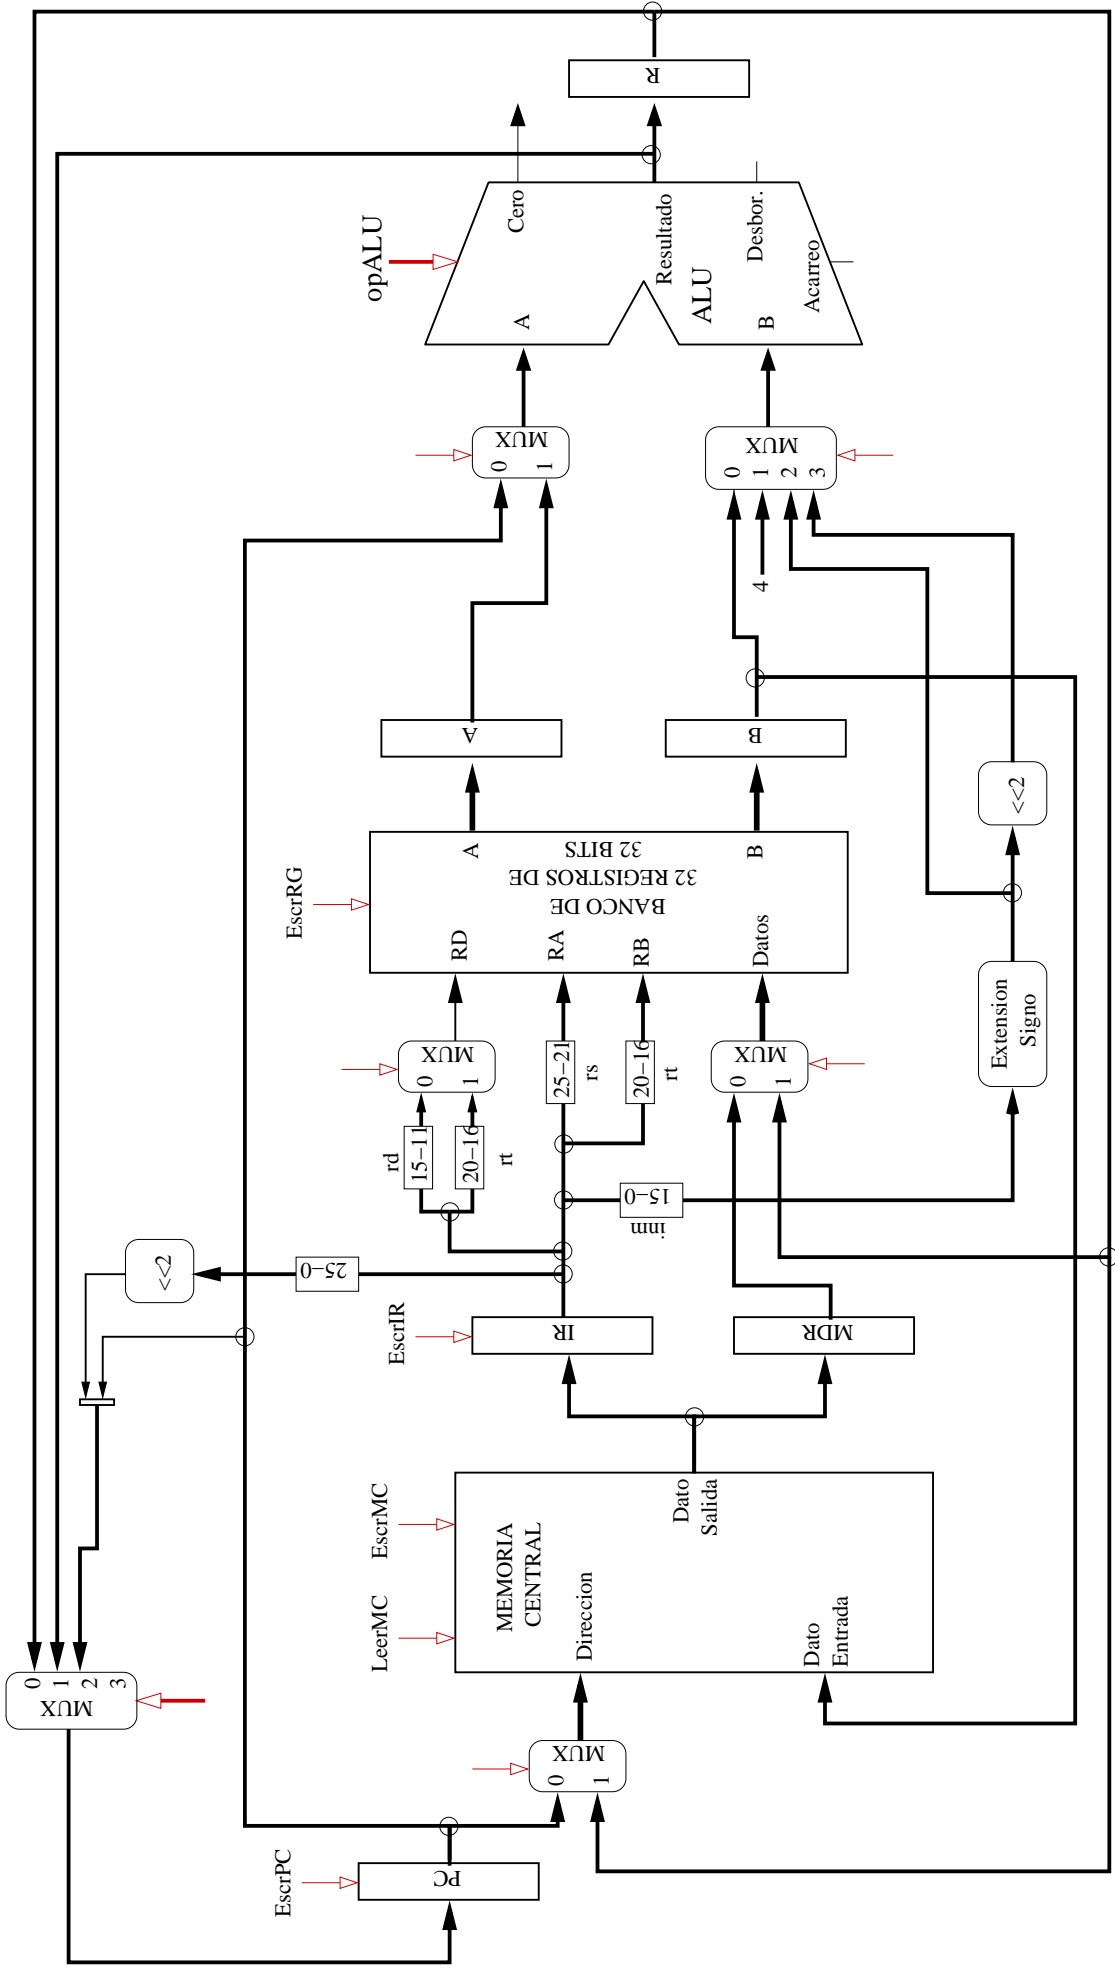 R
Cero
opALU
Resultado
Desbor.
ALU
Acarreo
A
B
MUX
0
1
MUX
0
1
2
3
4
A
B
<<2
EscrRG
A
B
BANCO DE
32 REGISTROS DE
32 BITS
RD
RA
RB
Datos
Extension
Signo
MUX
0
1
25-21
rs
20-16
rt
MUX
0
1
rd
15-11
20-16
rt
15-0
inm
<<2
25-0
EscrIR
IR
MDR
EscrMC
LeerMC
MEMORIA
CENTRAL
Dato
Salida
Direccion
Dato
Entrada
MUX
0
1
2
3
MUX
0
1
EscrPC
PC